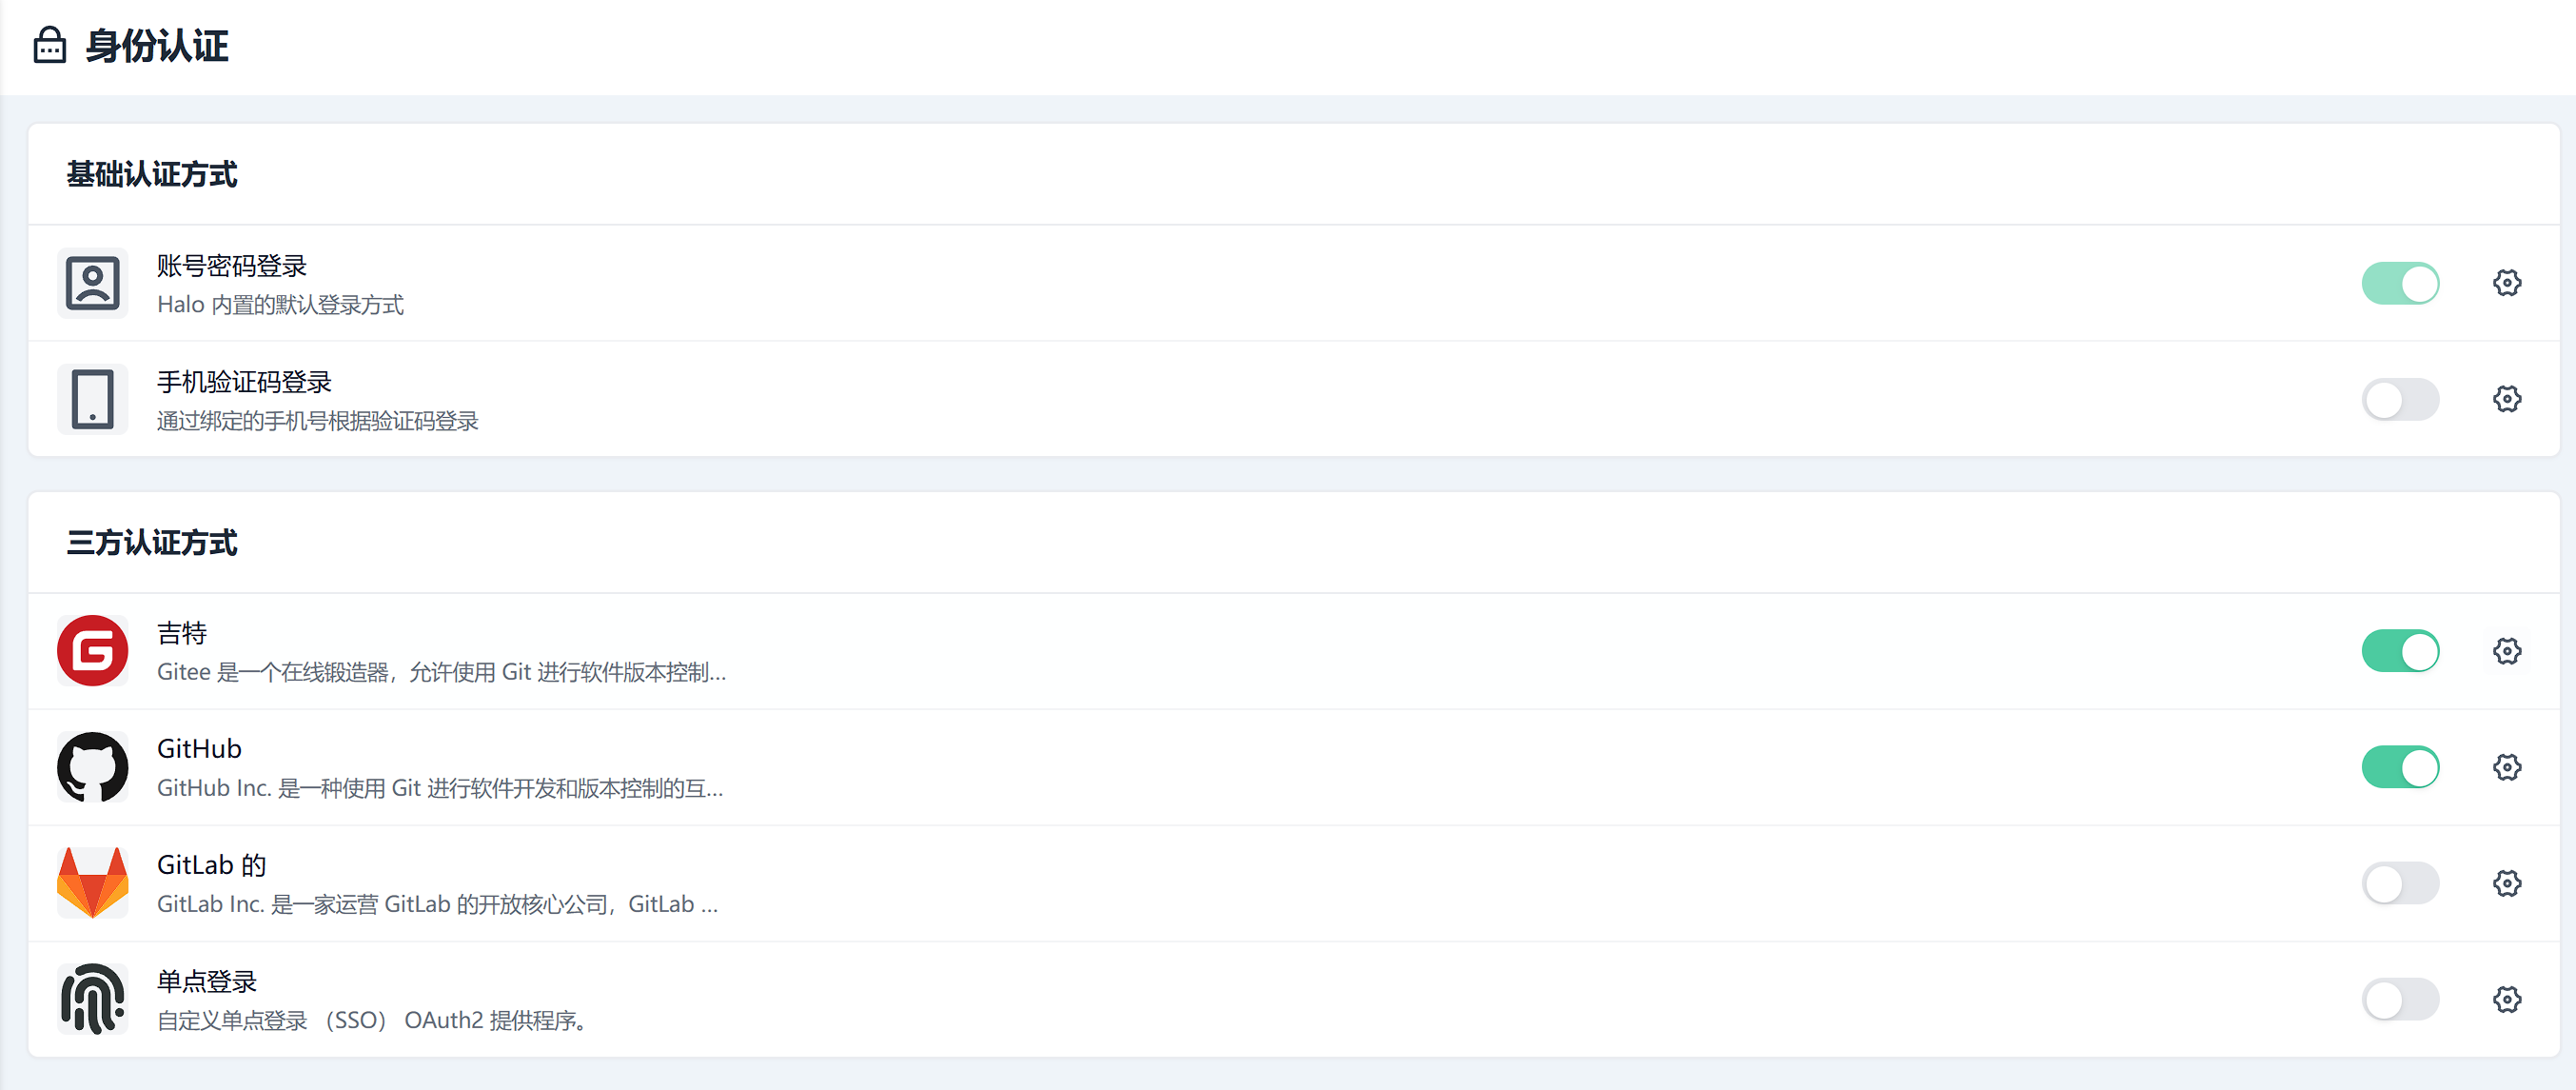 身份认证
基础认证方式
账号密码登录
Halo 内置的默认登录方式
手机验证码登录
通过绑定的手机号根据验证码登录
三方认证方式
吉特
Gitee 是一个在线锻造器，允许使用 Git 进行软件版本控制...
GitHub
GitHub Inc. 是一种使用 Git 进行软件开发和版本控制的互...
GitLab 的
GitLab Inc. 是一家运营 GitLab 的开放核心公司，GitLab ...
单点登录
自定义单点登录 （SSO） OAuth2 提供程序。